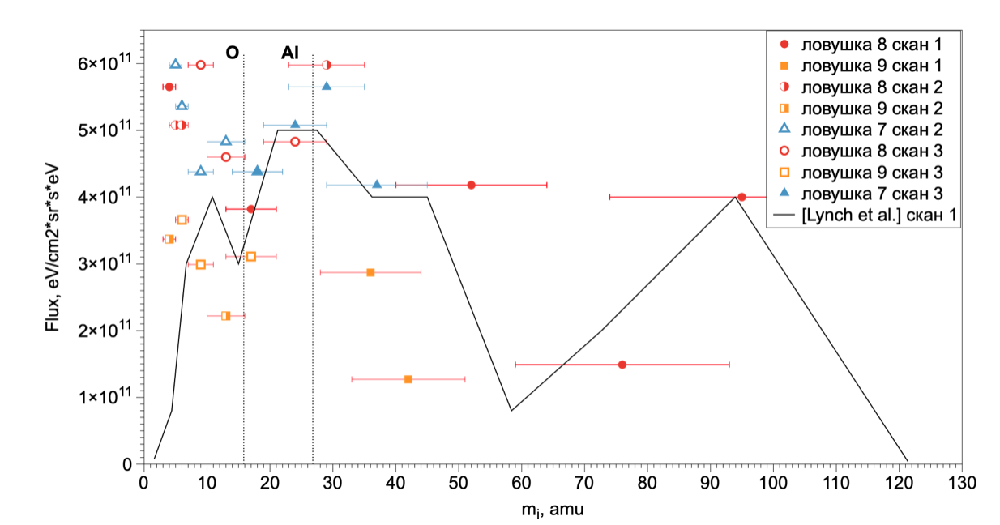 O
Al
6×10¹¹
5×10¹¹
4×10¹¹
3×10¹¹
2×10¹¹
1×10¹¹
0
Flux, eV/cm2*sr*s*eV
0 10 20 30 40 50 60 70 80 90 100 110 120 130
mᵢ, amu
ловушка 8 скан 1
ловушка 9 скан 1
ловушка 8 скан 2
ловушка 9 скан 2
ловушка 7 скан 2
ловушка 8 скан 3
ловушка 9 скан 3
ловушка 7 скан 3
[Lynch et al.] скан 1